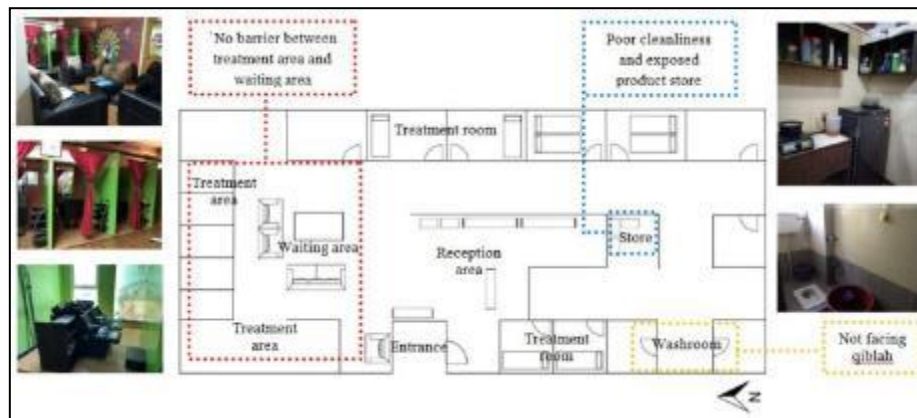 No barrier between
treatment area and
waiting area
Poor cleanliness
and exposed
product store
Treatment room
Treatment
area
Waiting area
Reception
area
Store
Treatment
area
Entrance
Treatment
room
Washroom
Not facing
qiblah
N